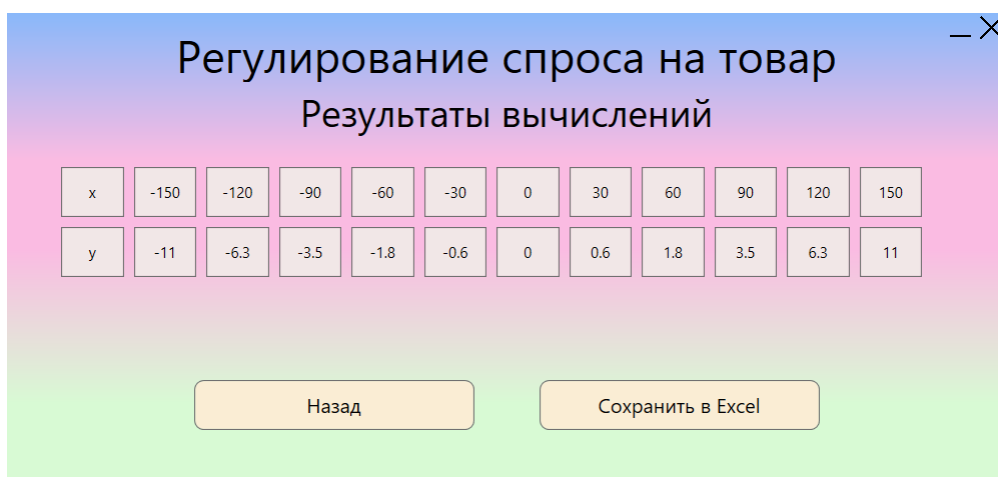 Регулирование спроса на товар
Результаты вычислений
x -150 -120 -90 -60 -30 0 30 60 90 120 150
y -11 -6.3 -3.5 -1.8 -0.6 0 0.6 1.8 3.5 6.3 11
Назад Сохранить в Excel